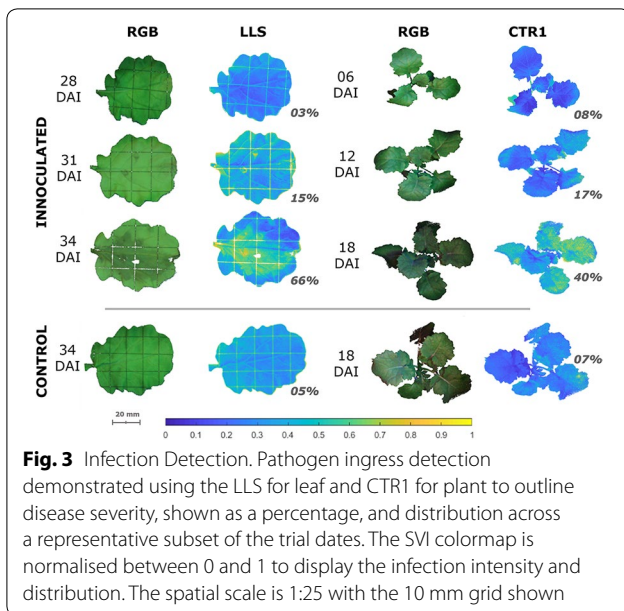 RGB LLS RGB CTR1
INNOCULATED
28 DAI 03% 06 DAI 08%
31 DAI 15% 12 DAI 17%
34 DAI 66% 18 DAI 40%
CONTROL
34 DAI 05% 18 DAI 07%
20 mm
0 0.1 0.2 0.3 0.4 0.5 0.6 0.7 0.8 0.9 1
Fig. 3 Infection Detection. Pathogen ingress detection
demonstrated using the LLS for leaf and CTR1 for plant to outline
disease severity, shown as a percentage, and distribution across
a representative subset of the trial dates. The SVI colormap is
normalised between 0 and 1 to display the infection intensity and
distribution. The spatial scale is 1:25 with the 10 mm grid shown